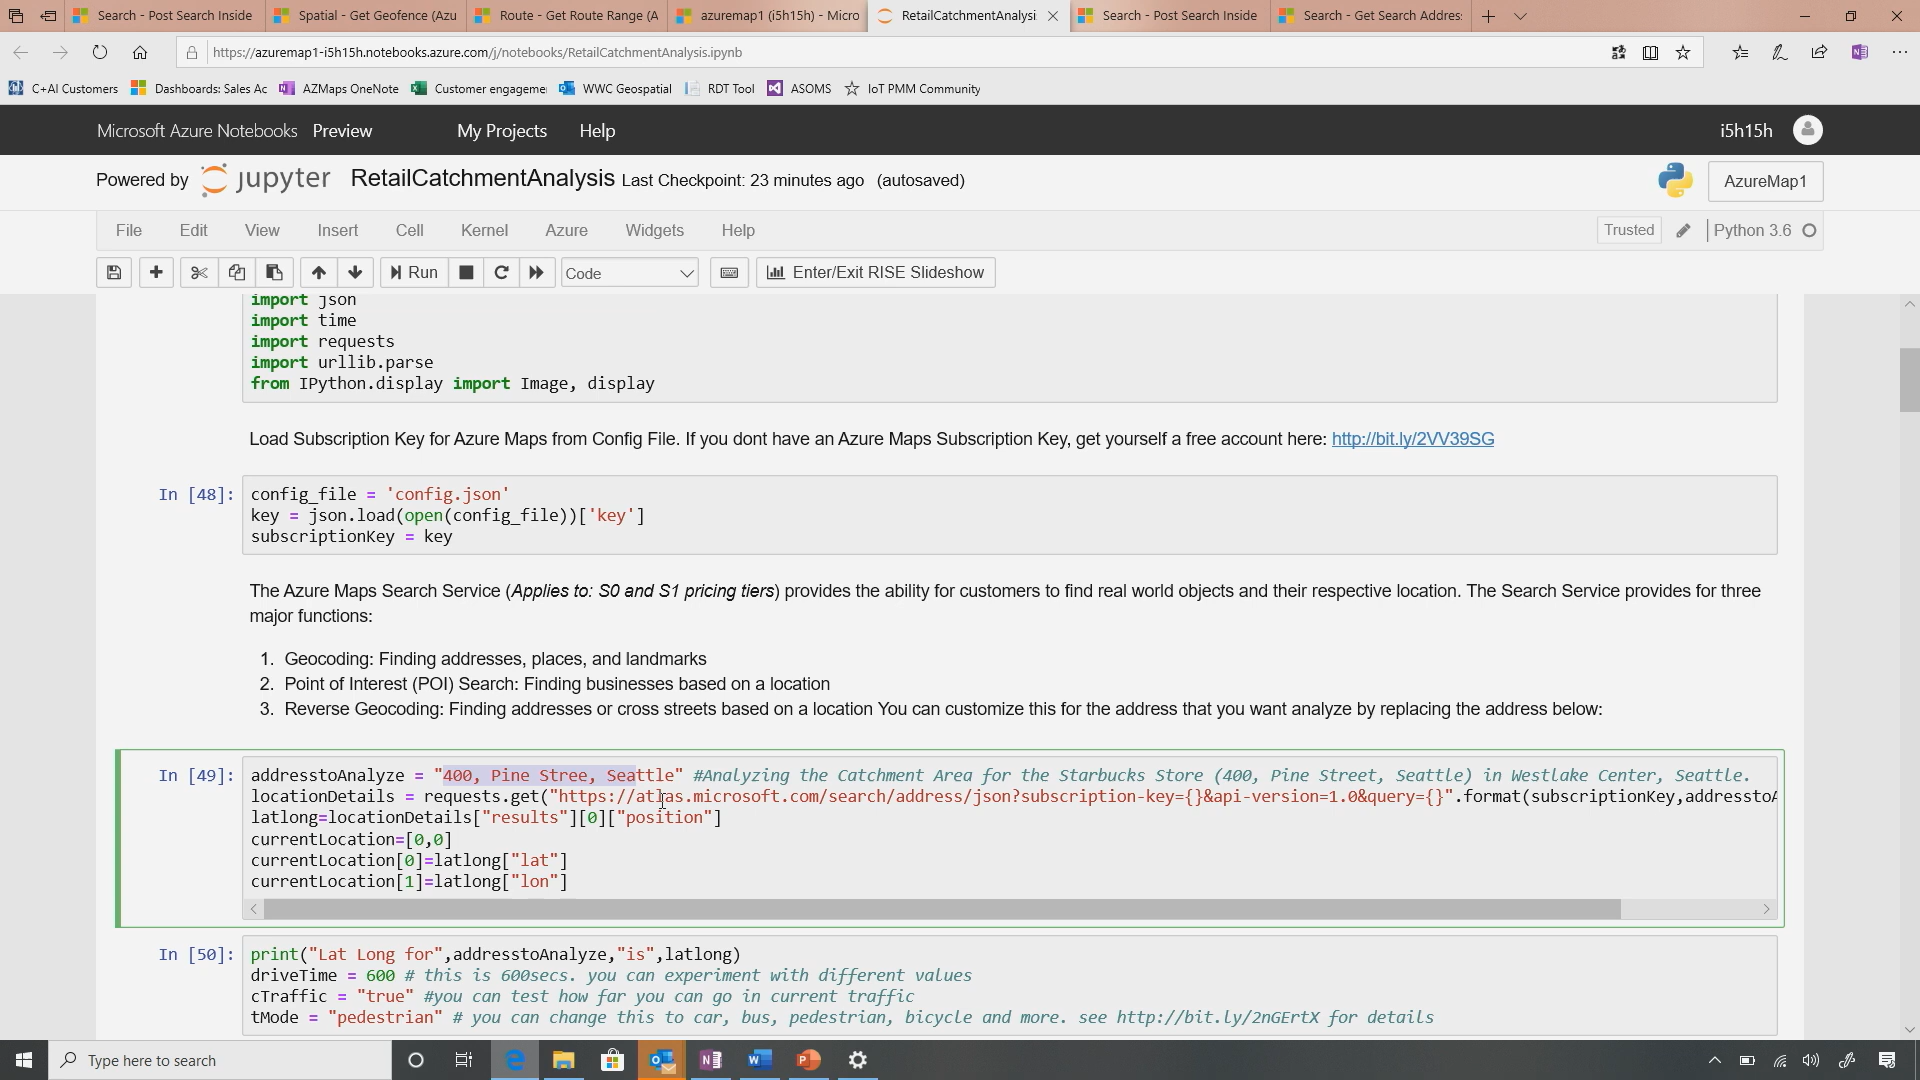 Search - Post Search Inside
Spatial - Get Geofence (Azu
Route - Get Route Range (A
azuremap1 (i5h15h) - Micro
RetailCatchmentAnalysi
Search - Post Search Inside
Search - Get Search Address
https://azuremap1-i5h15h.notebooks.azure.com/j/notebooks/RetailCatchmentAnalysis.ipynb
C+AI Customers
Dashboards: Sales Ac
AZMaps OneNote
Customer engageme
WWC Geospatial
RDT Tool
ASOMS
IoT PMM Community
Microsoft Azure Notebooks Preview My Projects Help i5h15h
Powered by jupyter RetailCatchmentAnalysis Last Checkpoint: 23 minutes ago (autosaved) AzureMap1
File Edit View Insert Cell Kernel Azure Widgets Help Trusted Python 3.6
Run Code Enter/Exit RISE Slideshow
import json
import time
import requests
import urllib.parse
from IPython.display import Image, display
Load Subscription Key for Azure Maps from Config File. If you dont have an Azure Maps Subscription Key, get yourself a free account here: http://bit.ly/2VV39SG
In [48]: config_file = 'config.json'
key = json.load(open(config_file))['key']
subscriptionKey = key
The Azure Maps Search Service (Applies to: S0 and S1 pricing tiers) provides the ability for customers to find real world objects and their respective location. The Search Service provides for three
major functions:
1. Geocoding: Finding addresses, places, and landmarks
2. Point of Interest (POI) Search: Finding businesses based on a location
3. Reverse Geocoding: Finding addresses or cross streets based on a location You can customize this for the address that you want analyze by replacing the address below:
In [49]: addresstoAnalyze = "400, Pine Stree, Seattle" #Analyzing the Catchment Area for the Starbucks Store (400, Pine Street, Seattle) in Westlake Center, Seattle.
locationDetails = requests.get("https://atlas.microsoft.com/search/address/json?subscription-key={}&api-version=1.0&query={}".format(subscriptionKey,addresstoA
latlong=locationDetails["results"][0]["position"]
currentLocation=[0,0]
currentLocation[0]=latlong["lat"]
currentLocation[1]=latlong["lon"]
In [50]: print("Lat Long for",addresstoAnalyze,"is",latlong)
driveTime = 600 # this is 600secs. you can experiment with different values
cTraffic = "true" #you can test how far you can go in current traffic
tMode = "pedestrian" # you can change this to car, bus, pedestrian, bicycle and more. see http://bit.ly/2nGErtX for details
Type here to search